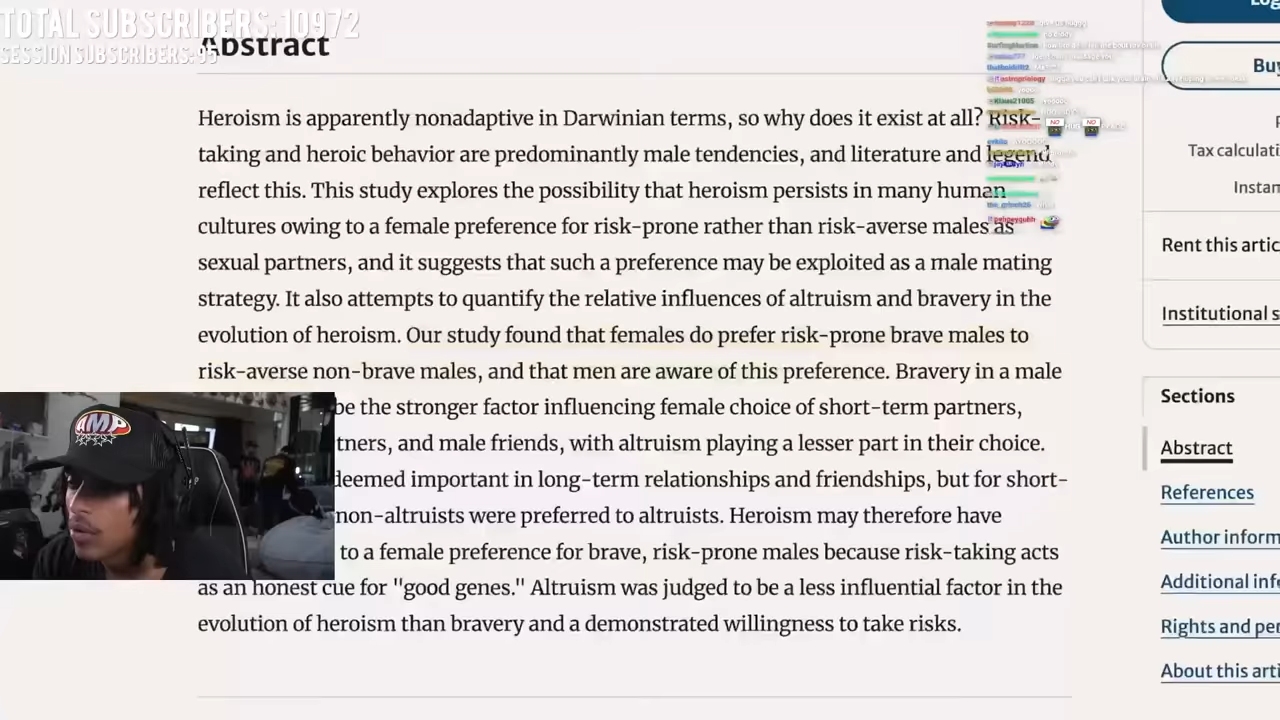 TOTAL SUBSCRIBERS: 10972
SESSION SUBSCRIBERS: 95
Abstract
Heroism is apparently nonadaptive in Darwinian terms, so why does it exist at all? Risk-
taking and heroic behavior are predominantly male tendencies, and literature and legend
reflect this. This study explores the possibility that heroism persists in many human
cultures owing to a female preference for risk-prone rather than risk-averse males as
sexual partners, and it suggests that such a preference may be exploited as a male mating
strategy. It also attempts to quantify the relative influences of altruism and bravery in the
evolution of heroism. Our study found that females do prefer risk-prone brave males to
risk-averse non-brave males, and that men are aware of this preference. Bravery in a male
be the stronger factor influencing female choice of short-term partners,
tners, and male friends, with altruism playing a lesser part in their choice.
deemed important in long-term relationships and friendships, but for short-
non-altruists were preferred to altruists. Heroism may therefore have
to a female preference for brave, risk-prone males because risk-taking acts
as an honest cue for "good genes." Altruism was judged to be a less influential factor in the
evolution of heroism than bravery and a demonstrated willingness to take risks.
AMP
Log
Buy
Tax calculati
Instan
Rent this artic
Institutional s
Sections
Abstract
References
Author inform
Additional info
Rights and per
About this arti